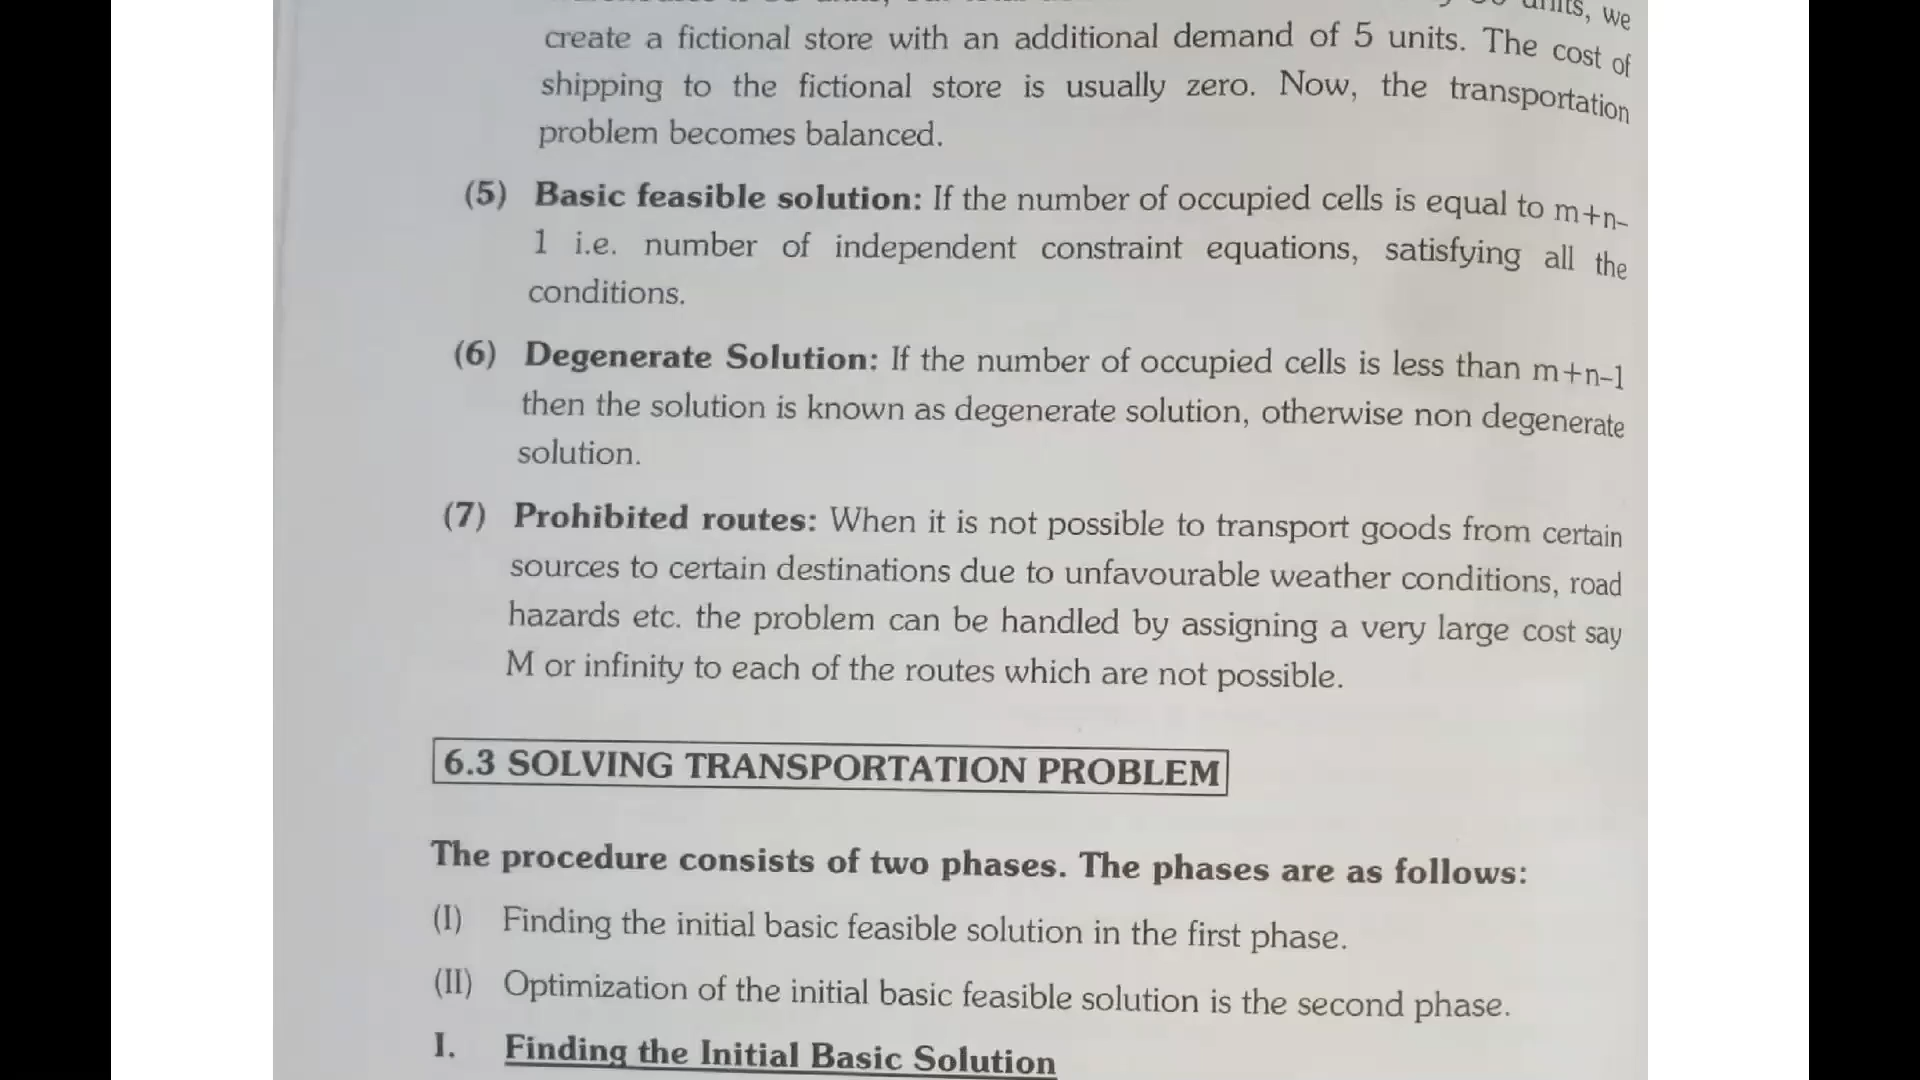 units, we
create a fictional store with an additional demand of 5 units. The cost of
shipping to the fictional store is usually zero. Now, the transportation
problem becomes balanced.
(5) Basic feasible solution: If the number of occupied cells is equal to m+n-
1 i.e. number of independent constraint equations, satisfying all the
conditions.
(6) Degenerate Solution: If the number of occupied cells is less than m+n-1
then the solution is known as degenerate solution, otherwise non degenerate
solution.
(7) Prohibited routes: When it is not possible to transport goods from certain
sources to certain destinations due to unfavourable weather conditions, road
hazards etc. the problem can be handled by assigning a very large cost say
M or infinity to each of the routes which are not possible.
6.3 SOLVING TRANSPORTATION PROBLEM
The procedure consists of two phases. The phases are as follows:
(I) Finding the initial basic feasible solution in the first phase.
(II) Optimization of the initial basic feasible solution is the second phase.
I. Finding the Initial Basic Solution